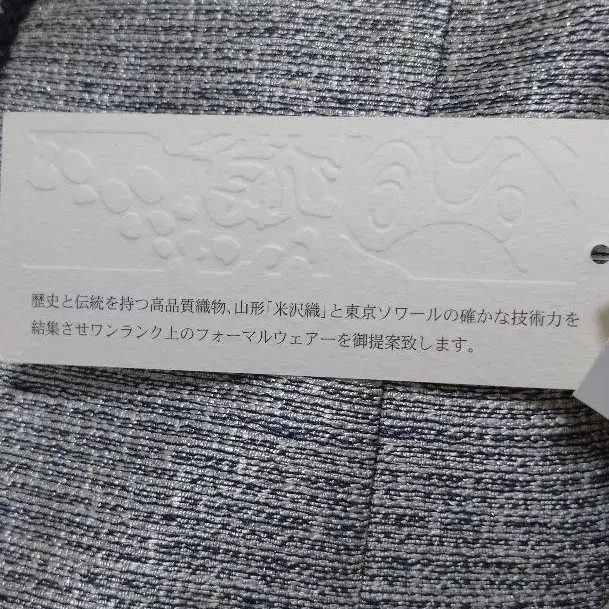 歴史と伝統を持つ高品質織物、山形「米沢織」と東京ソワールの確かな技術力を
結集させワンランク上のフォーマルウェアーを御提案致します。